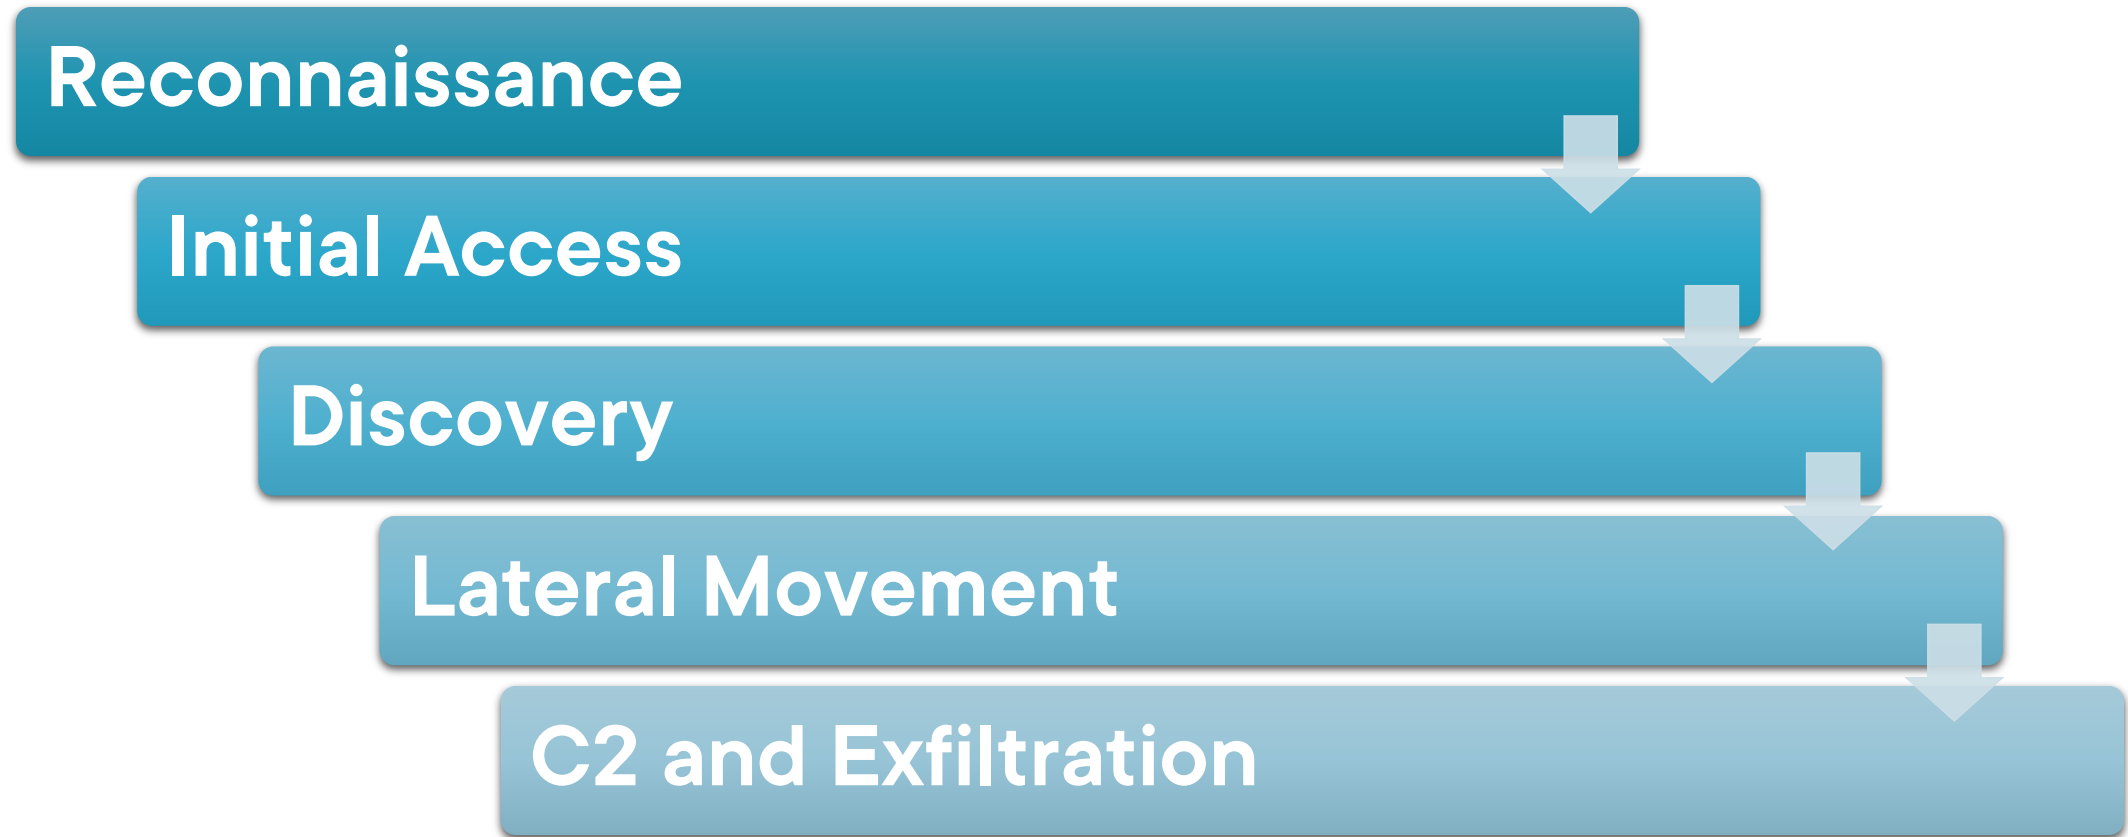 Reconnaissance
Initial Access
Discovery
Lateral Movement
C2 and Exfiltration